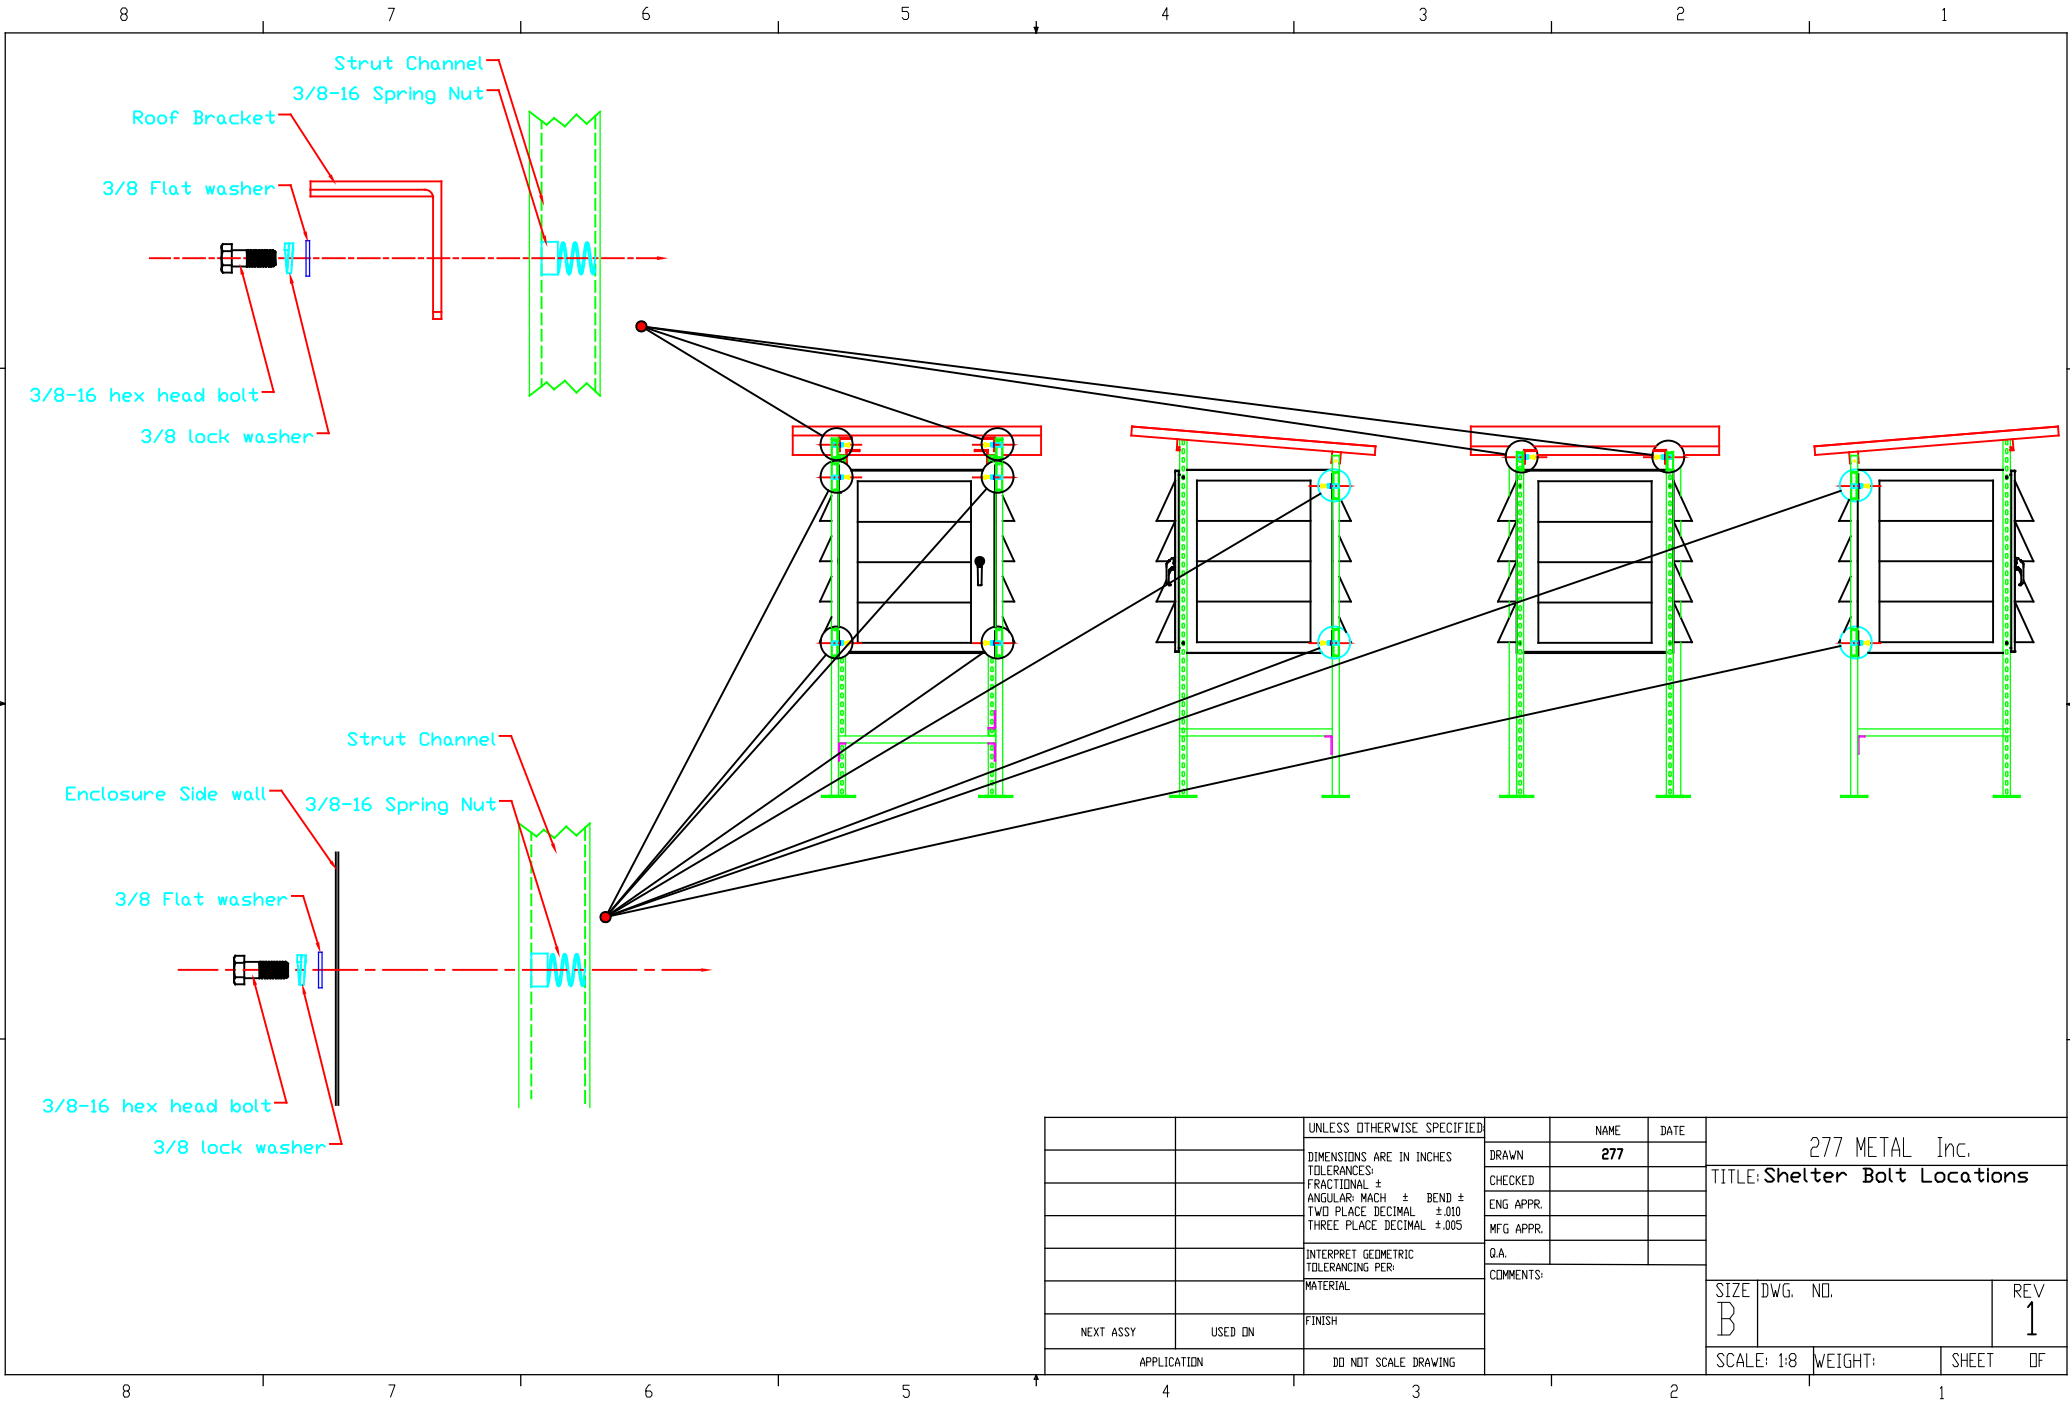 8 7 6 5 4 3 2 1
Strut Channel
3/8-16 Spring Nut
Roof Bracket
3/8 Flat washer
3/8-16 hex head bolt
3/8 lock washer
Strut Channel
Enclosure Side wall
3/8-16 Spring Nut
3/8 Flat washer
3/8-16 hex head bolt
3/8 lock washer
UNLESS OTHERWISE SPECIFIED:
DIMENSIONS ARE IN INCHES
TOLERANCES:
FRACTIONAL ±
ANGULAR: MACH ± BEND ±
TWO PLACE DECIMAL ±.010
THREE PLACE DECIMAL ±.005
INTERPRET GEOMETRIC
TOLERANCING PER:
MATERIAL
FINISH
NEXT ASSY USED ON
APPLICATION DO NOT SCALE DRAWING
NAME DATE
DRAWN 277
CHECKED
ENG APPR.
MFG APPR.
Q.A.
COMMENTS:
277 METAL Inc.
TITLE: Shelter Bolt Locations
SIZE DWG. NO. REV
B 1
SCALE: 1:8 WEIGHT: SHEET OF
8 7 6 5 4 3 2 1